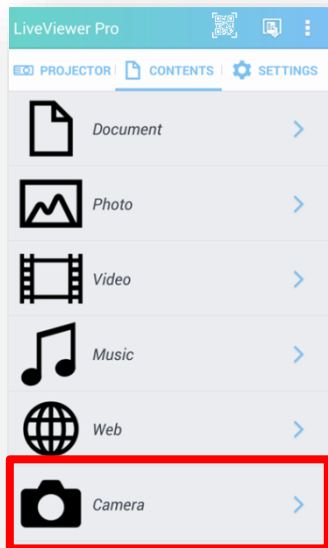 LiveViewer Pro
PROJECTOR CONTENTS SETTINGS
Document
Photo
Video
Music
Web
Camera